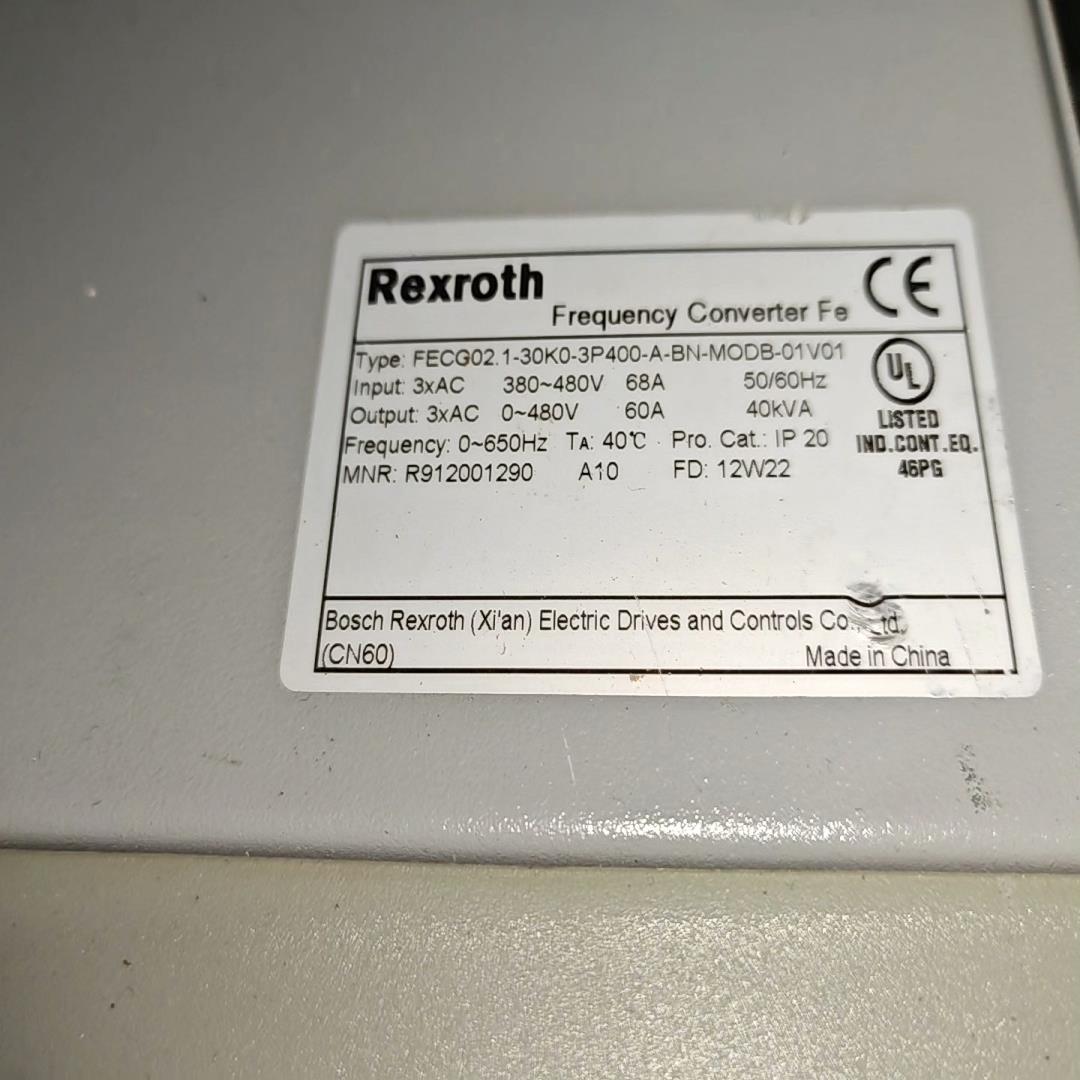 Rexroth
Frequency Converter Fe
CE
Type: FECG02.1-30K0-3P400-A-BN-MODB-01V01
Input: 3xAC 380~480V 68A 50/60Hz
Output: 3xAC 0~480V 60A 40kVA
Frequency: 0~650Hz TA: 40℃ Pro. Cat.: IP 20
MNR: R912001290 A10 FD: 12W22
UL
LISTED
IND.CONT.EQ.
46PG
Bosch Rexroth (Xi'an) Electric Drives and Controls Co., Ltd.
(CN60) Made in China